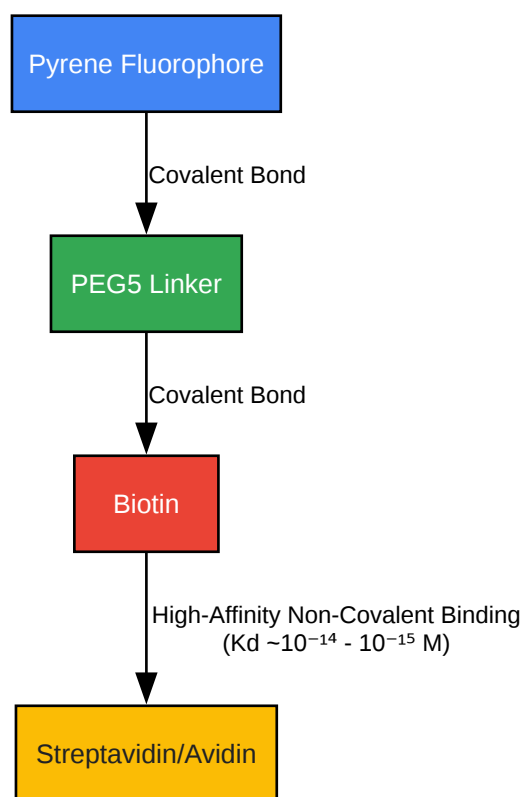 Pyrene Fluorophore
Covalent Bond
PEG5 Linker
Covalent Bond
Biotin
High-Affinity Non-Covalent Binding
(Kd ~10⁻¹⁴ - 10⁻¹⁵ M)
Streptavidin/Avidin